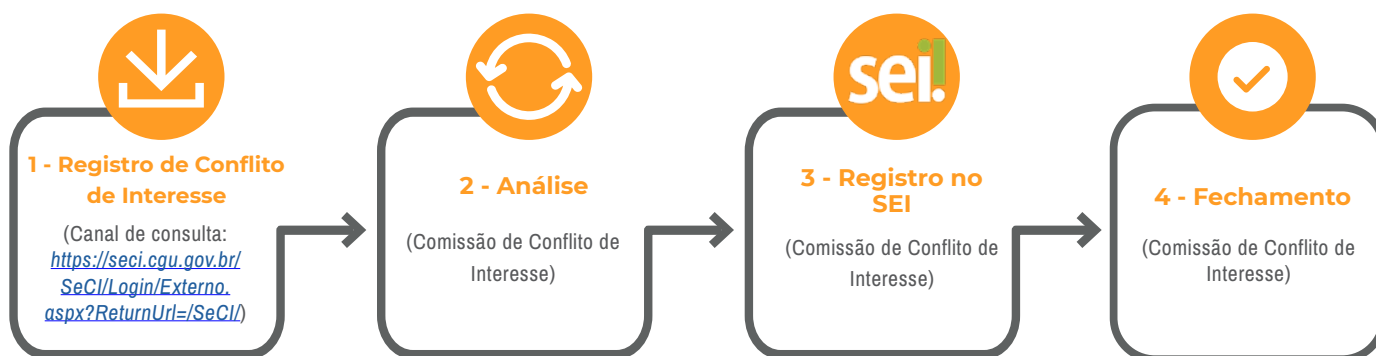 1 - Registro de Conflito
de Interesse
(Canal de consulta:
https://seci.cgu.gov.br/
SeCI/Login/Externo.
aspx?ReturnUrl=/SeCI/)
2 - Análise
(Comissão de Conflito de
Interesse)
sei!
3 - Registro no
SEI
(Comissão de Conflito de
Interesse)
4 - Fechamento
(Comissão de Conflito de
Interesse)